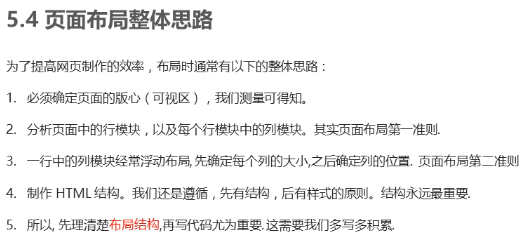 5.4 页面布局整体思路
为了提高网页制作的效率，布局时通常有以下的整体思路：
1. 必须确定页面的版心（可视区），我们测量可得知。
2. 分析页面中的行模块，以及每个行模块中的列模块。其实页面布局第一准则.
3. 一行中的列模块经常浮动布局, 先确定每个列的大小,之后确定列的位置. 页面布局第二准则
4. 制作 HTML 结构。我们还是遵循，先有结构，后有样式的原则。结构永远最重要.
5. 所以, 先理清楚布局结构,再写代码尤为重要. 这需要我们多写多积累.